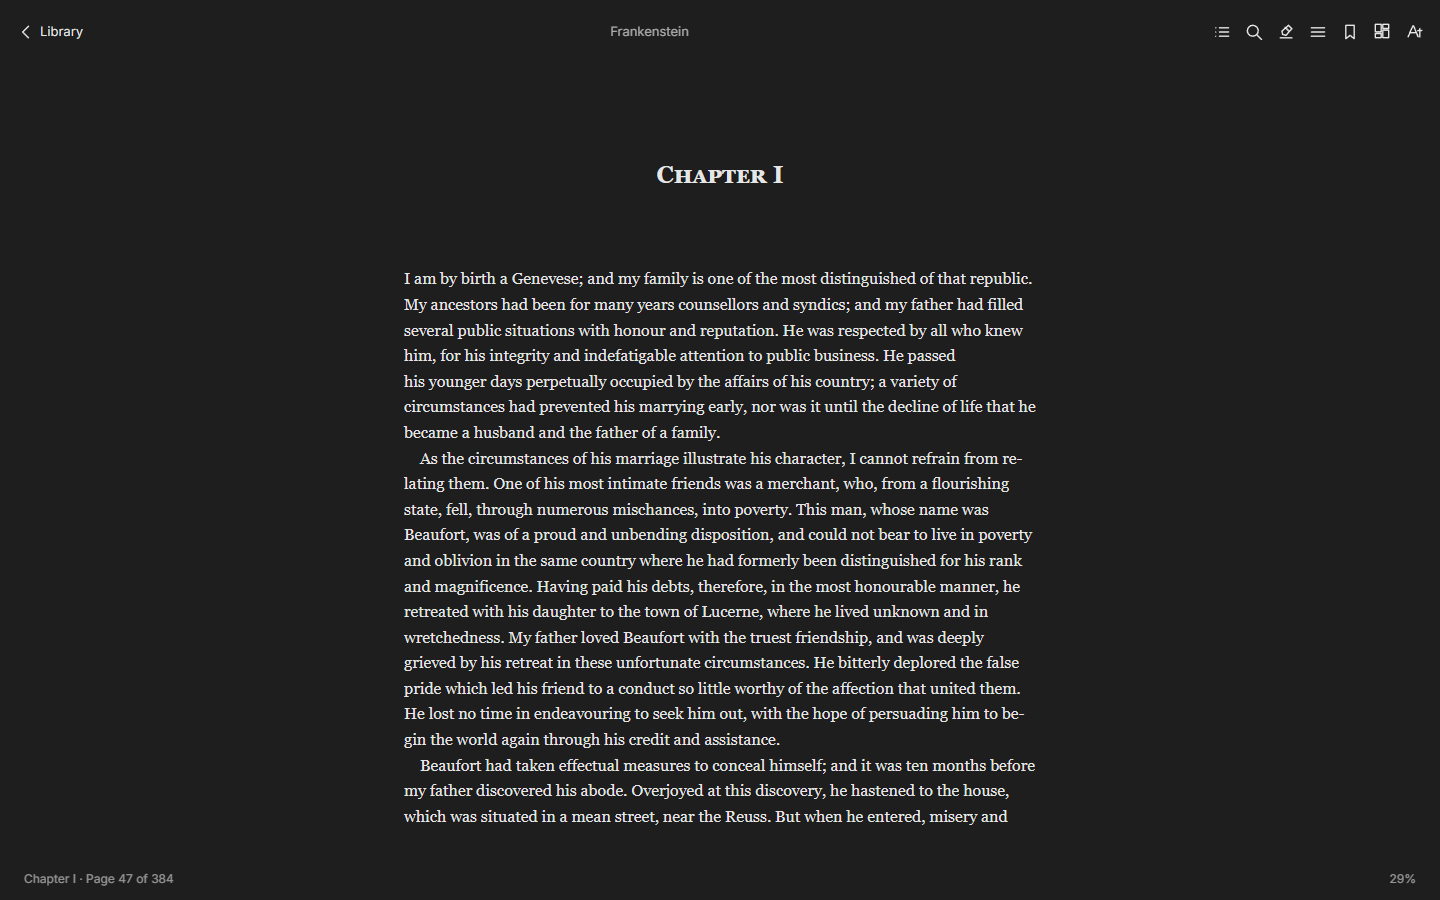 Library
Frankenstein
Chapter I
I am by birth a Genevese; and my family is one of the most distinguished of that republic.
My ancestors had been for many years counsellors and syndics; and my father had filled
several public situations with honour and reputation. He was respected by all who knew
him, for his integrity and indefatigable attention to public business. He passed
his younger days perpetually occupied by the affairs of his country; a variety of
circumstances had prevented his marrying early, nor was it until the decline of life that he
became a husband and the father of a family.
As the circumstances of his marriage illustrate his character, I cannot refrain from re-
lating them. One of his most intimate friends was a merchant, who, from a flourishing
state, fell, through numerous mischances, into poverty. This man, whose name was
Beaufort, was of a proud and unbending disposition, and could not bear to live in poverty
and oblivion in the same country where he had formerly been distinguished for his rank
and magnificence. Having paid his debts, therefore, in the most honourable manner, he
retreated with his daughter to the town of Lucerne, where he lived unknown and in
wretchedness. My father loved Beaufort with the truest friendship, and was deeply
grieved by his retreat in these unfortunate circumstances. He bitterly deplored the false
pride which led his friend to a conduct so little worthy of the affection that united them.
He lost no time in endeavouring to seek him out, with the hope of persuading him to be-
gin the world again through his credit and assistance.
Beaufort had taken effectual measures to conceal himself; and it was ten months before
my father discovered his abode. Overjoyed at this discovery, he hastened to the house,
which was situated in a mean street, near the Reuss. But when he entered, misery and
Chapter I · Page 47 of 384
29%